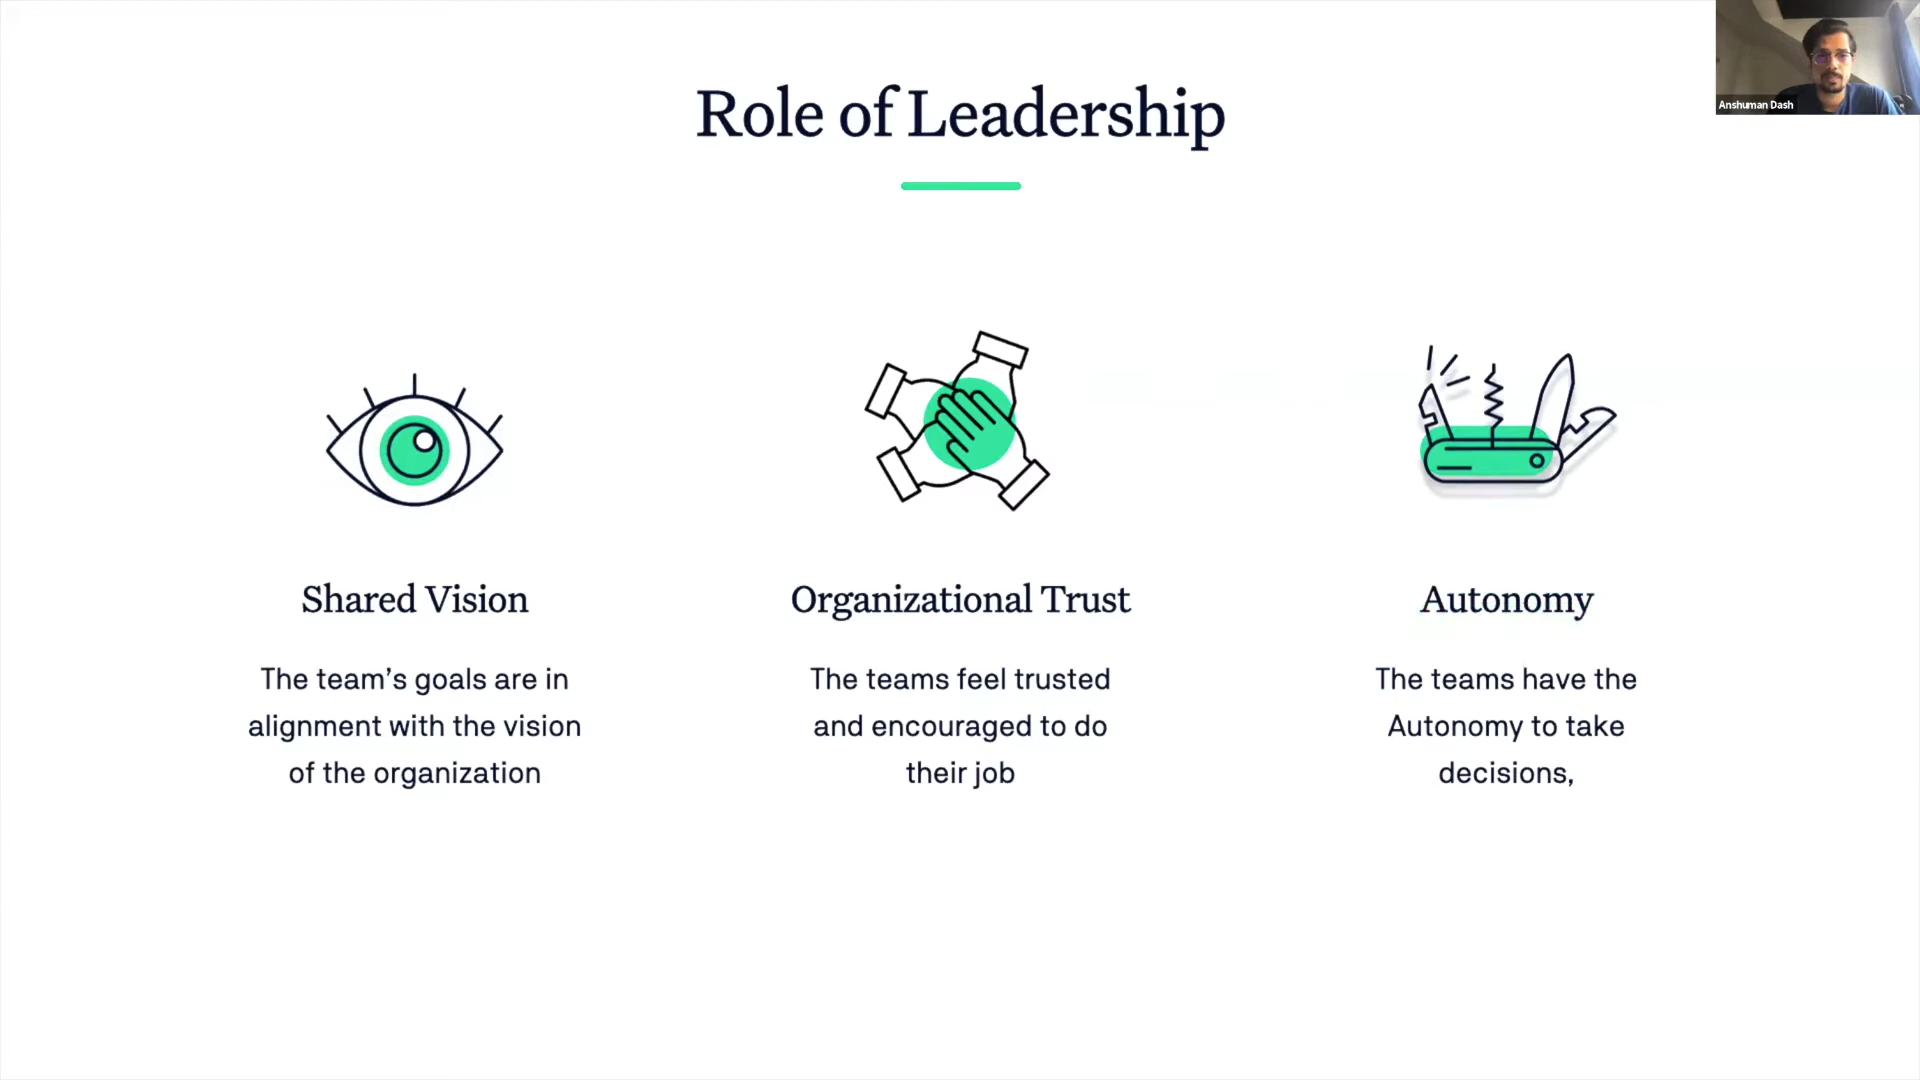 Role of Leadership
Anshuman Dash
Shared Vision
The team’s goals are in
alignment with the vision
of the organization
Organizational Trust
The teams feel trusted
and encouraged to do
their job
Autonomy
The teams have the
Autonomy to take
decisions,